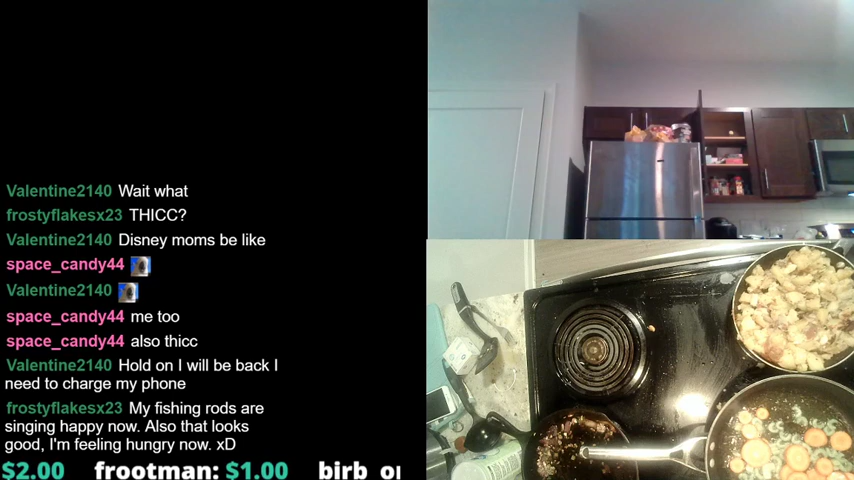 Valentine2140 Wait what
frostyflakesx23 THICC?
Valentine2140 Disney moms be like
space_candy44
Valentine2140
space_candy44 me too
space_candy44 also thicc
Valentine2140 Hold on I will be back I
need to charge my phone
frostyflakesx23 My fishing rods are
singing happy now. Also that looks
good, I'm feeling hungry now. xD
$2.00 frootman: $1.00 birb